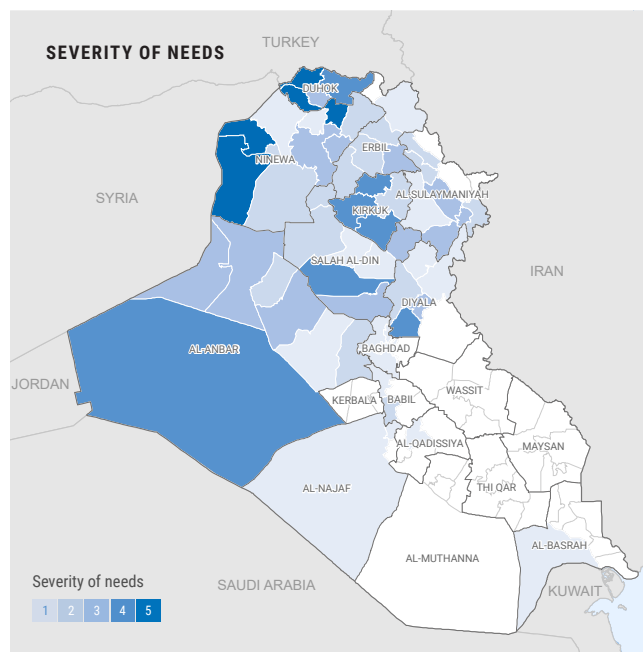 SEVERITY OF NEEDS
TURKEY
DUHOK
ERBIL
NINEWA
SYRIA
AL-SULAYMANIYAH
KIRKUK
SALAH AL-DIN
IRAN
DIYALA
BAGHDAD
AL-ANBAR
JORDAN
WASSIT
KERBALA
BABIL
AL-QADISSIYA
MAYSAN
AL-NAJAF
THI QAR
AL-BASRAH
AL-MUTHANNA
SAUDI ARABIA
KUWAIT
Severity of needs
1 2 3 4 5